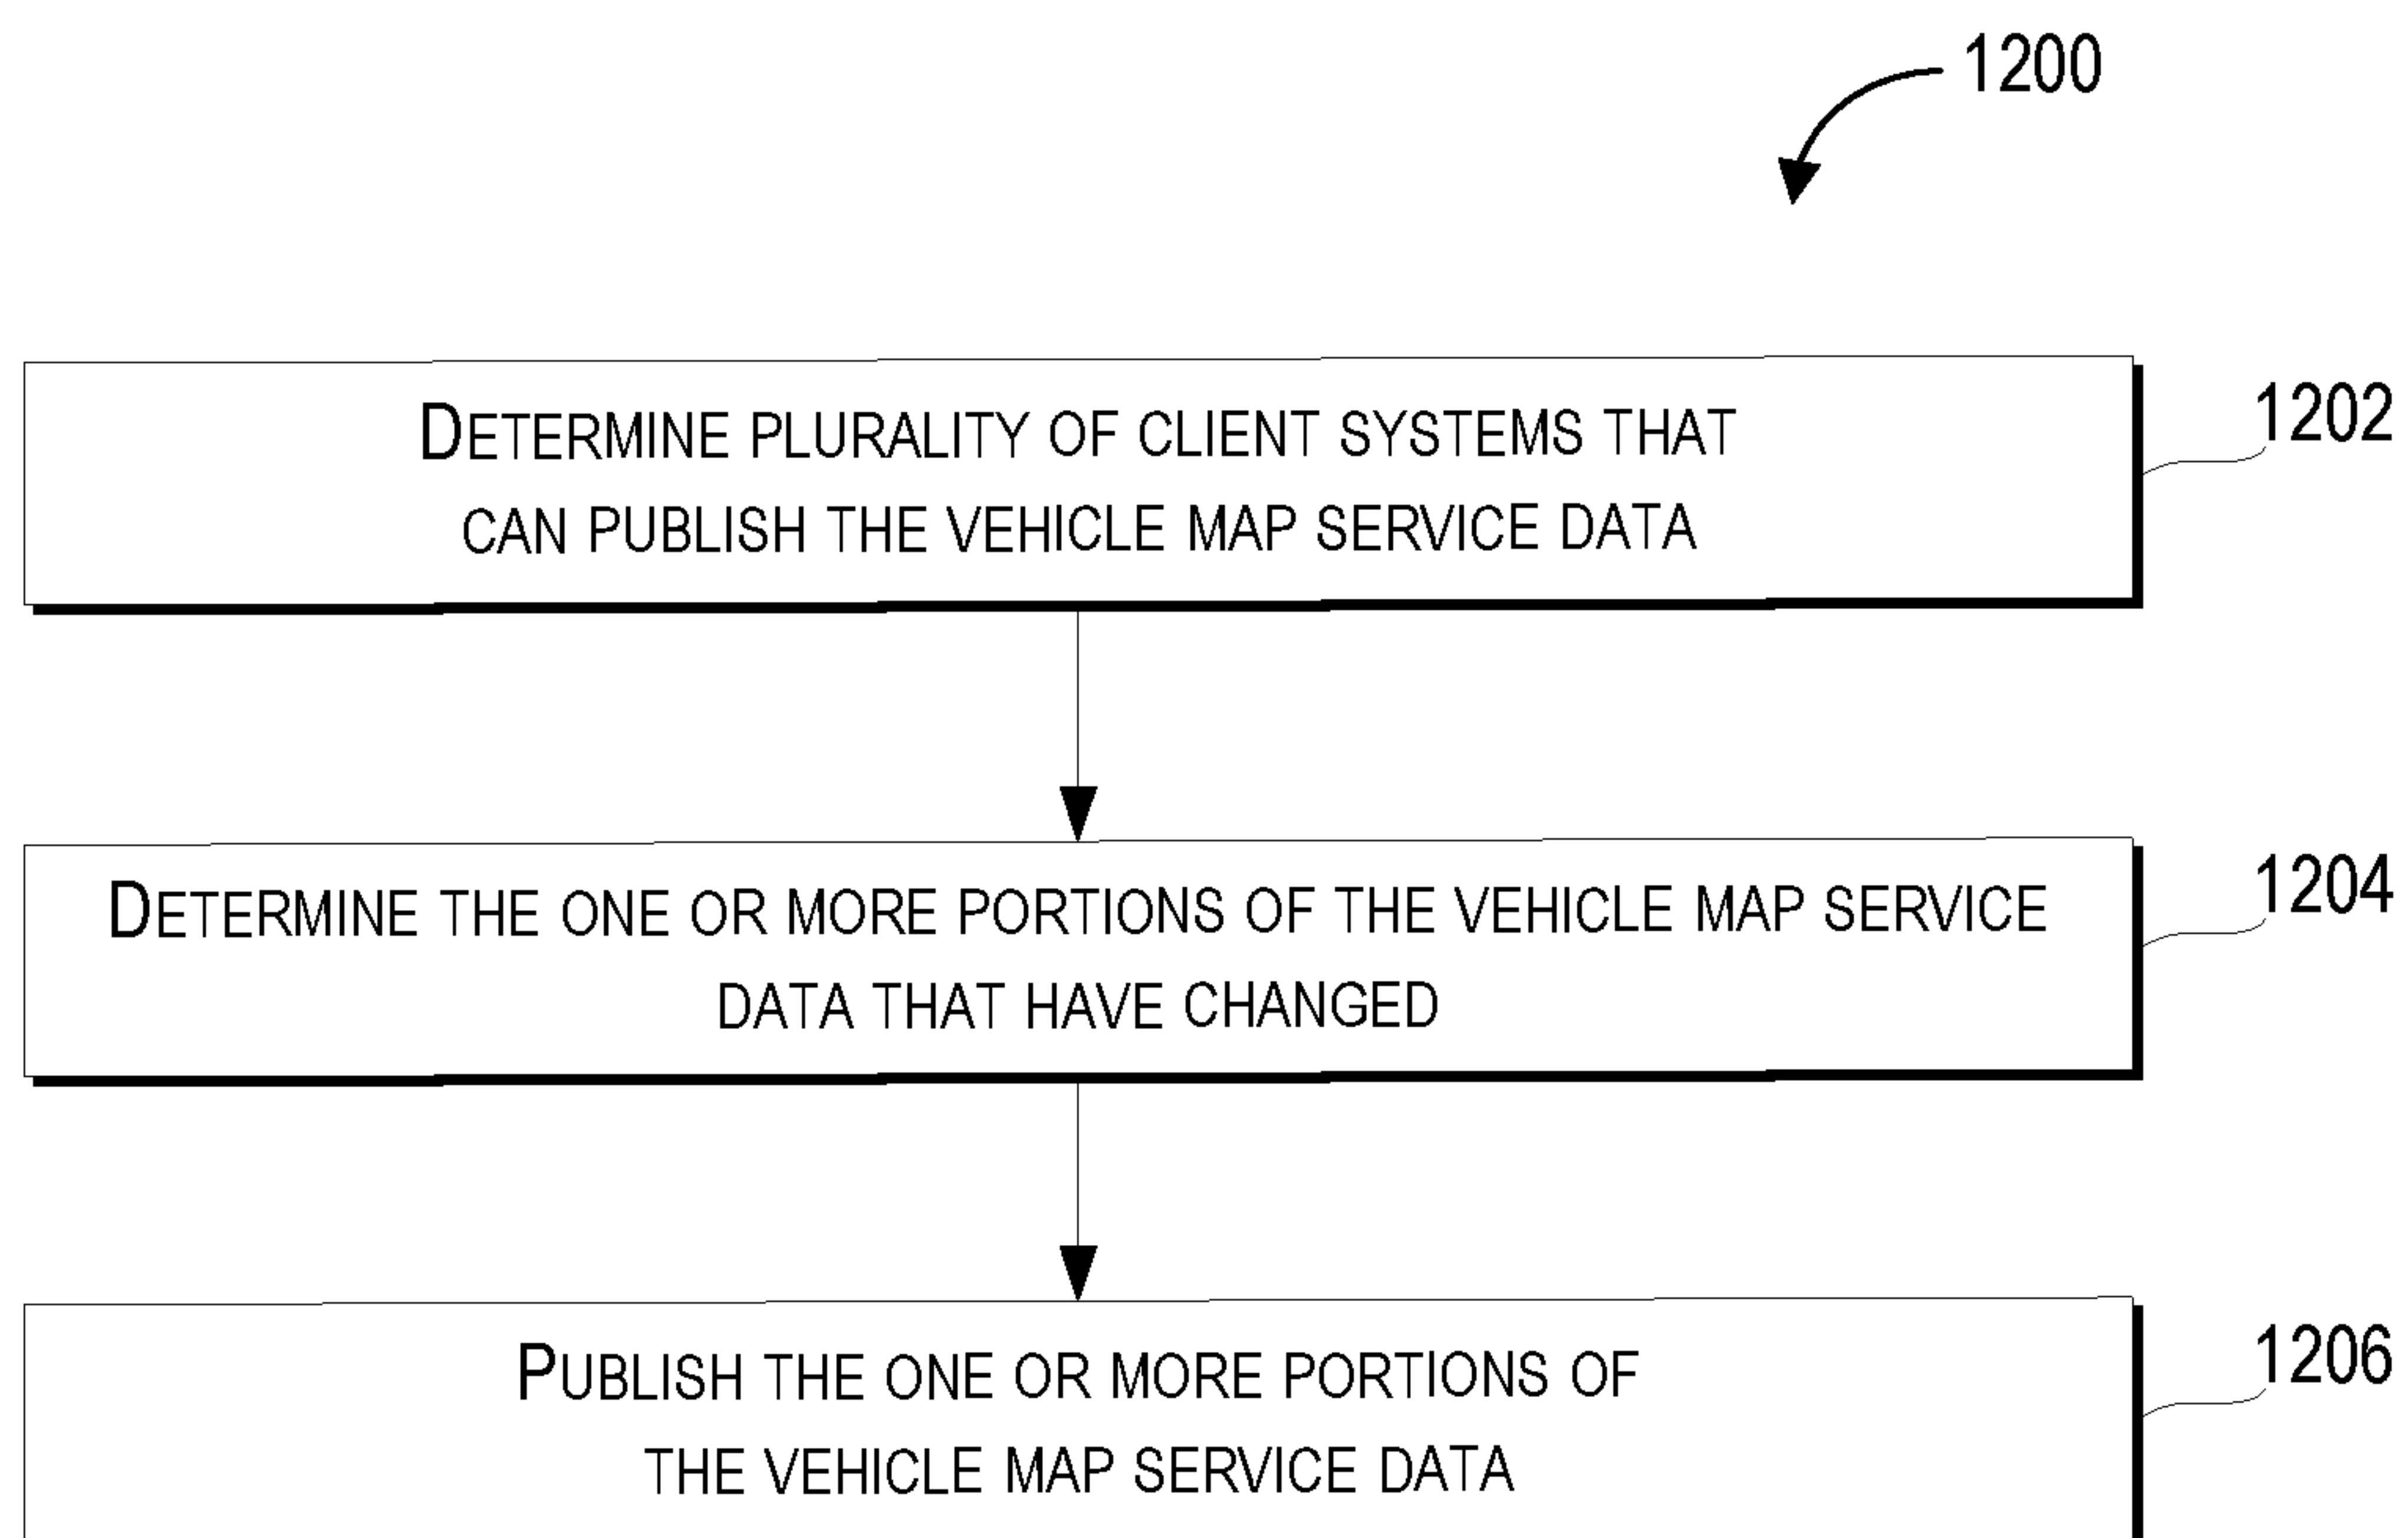 1200
DETERMINE PLURALITY OF CLIENT SYSTEMS THAT
CAN PUBLISH THE VEHICLE MAP SERVICE DATA
1202
DETERMINE THE ONE OR MORE PORTIONS OF THE VEHICLE MAP SERVICE
DATA THAT HAVE CHANGED
1204
PUBLISH THE ONE OR MORE PORTIONS OF
THE VEHICLE MAP SERVICE DATA
1206